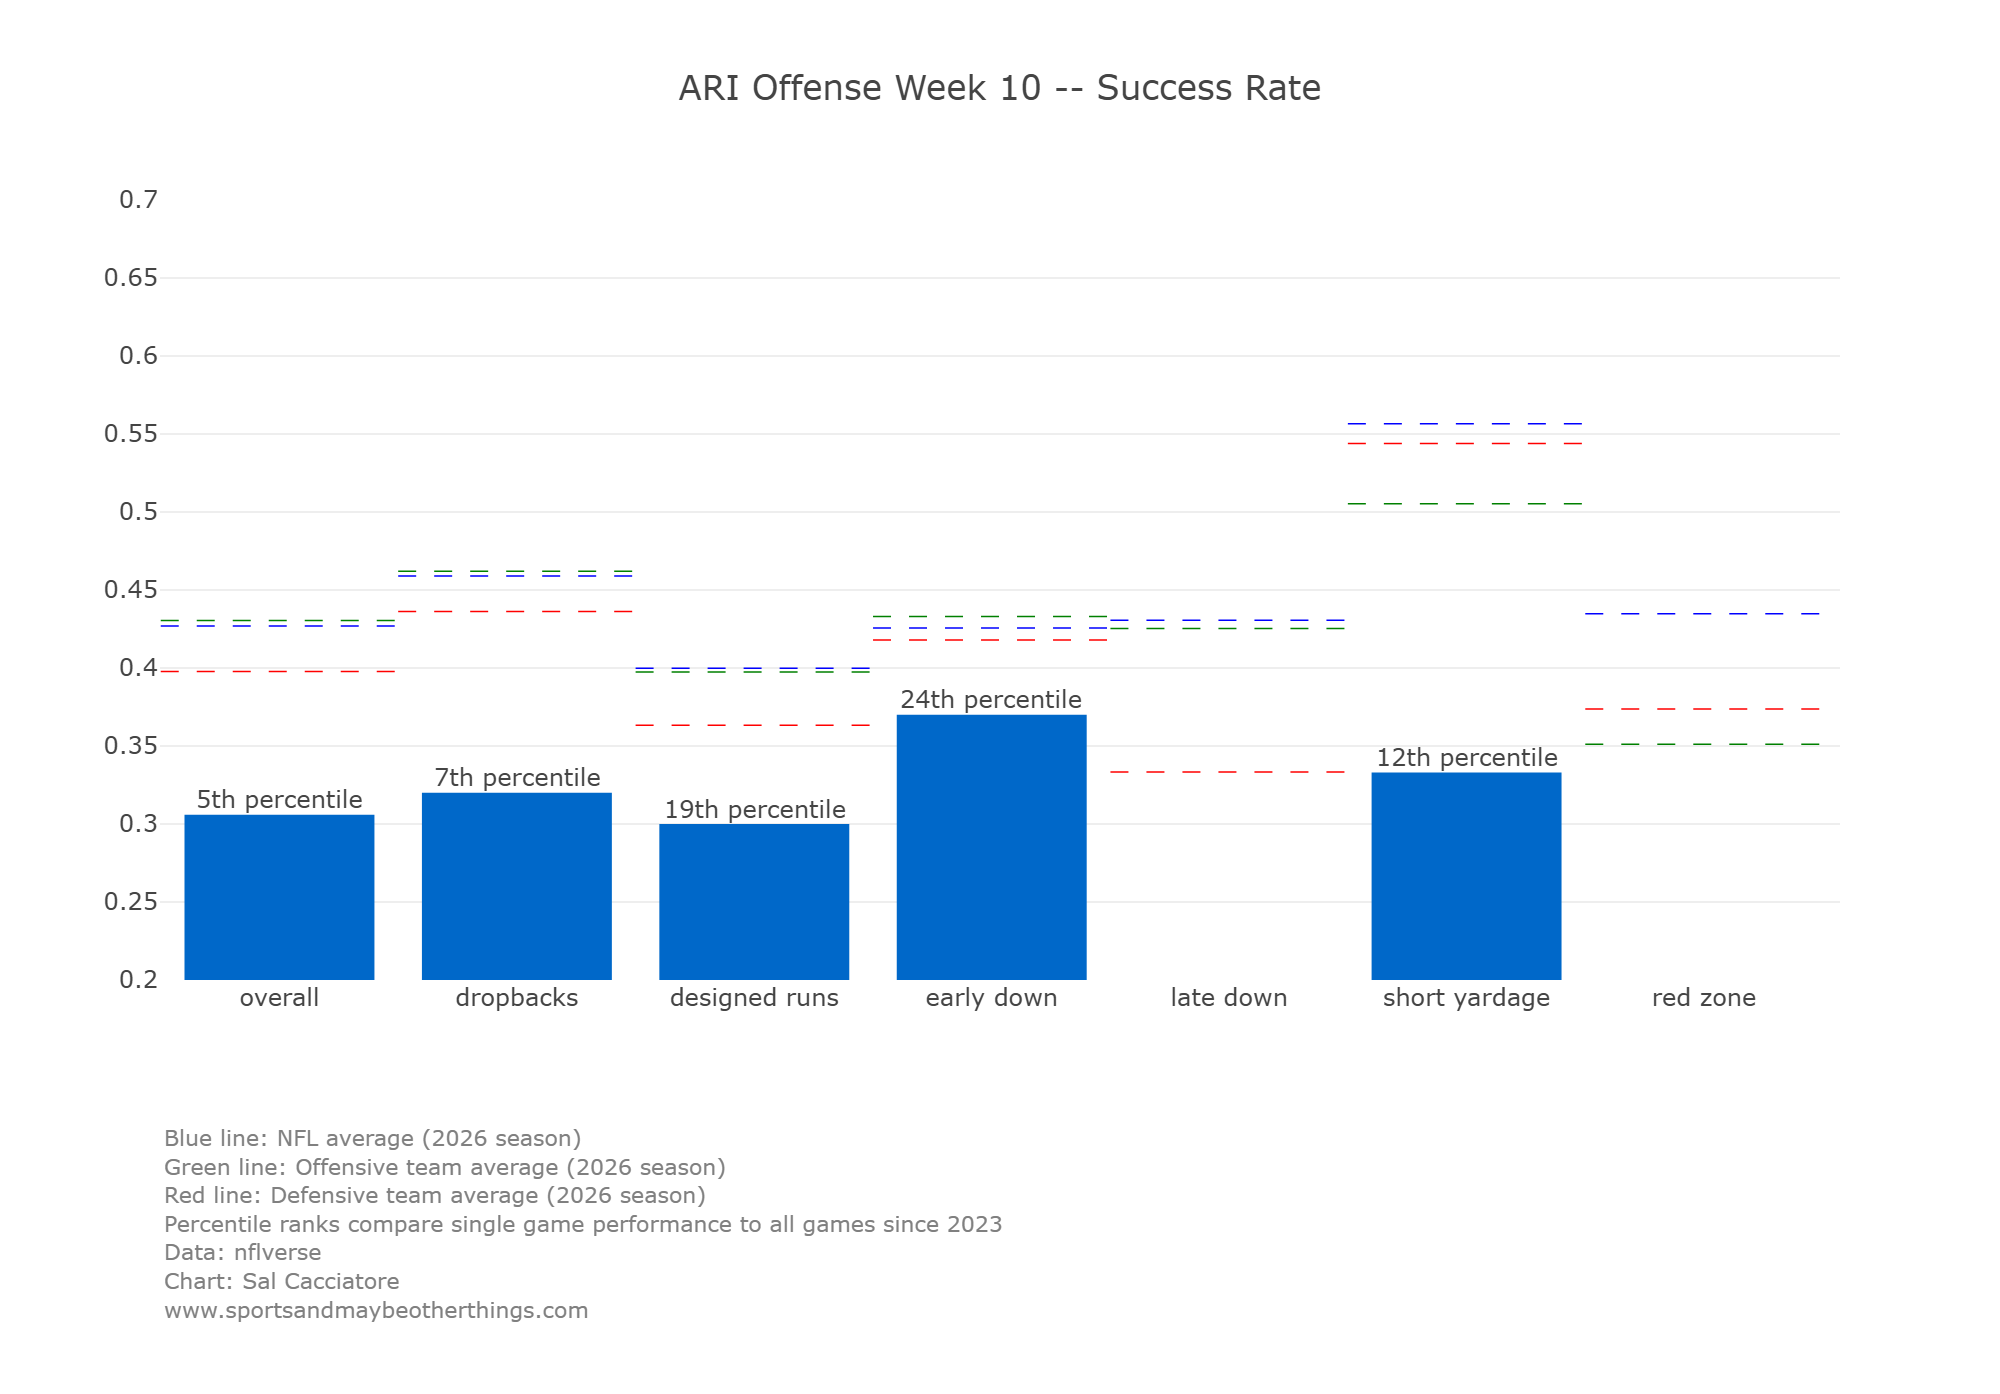 ARI Offense Week 10 -- Success Rate
0.7
0.65
0.6
0.55
0.5
0.45
0.4
0.35
0.3
0.25
0.2
5th percentile
7th percentile
19th percentile
24th percentile
12th percentile
overall
dropbacks
designed runs
early down
late down
short yardage
red zone
Blue line: NFL average (2026 season)
Green line: Offensive team average (2026 season)
Red line: Defensive team average (2026 season)
Percentile ranks compare single game performance to all games since 2023
Data: nflverse
Chart: Sal Cacciatore
www.sportsandmaybeotherthings.com